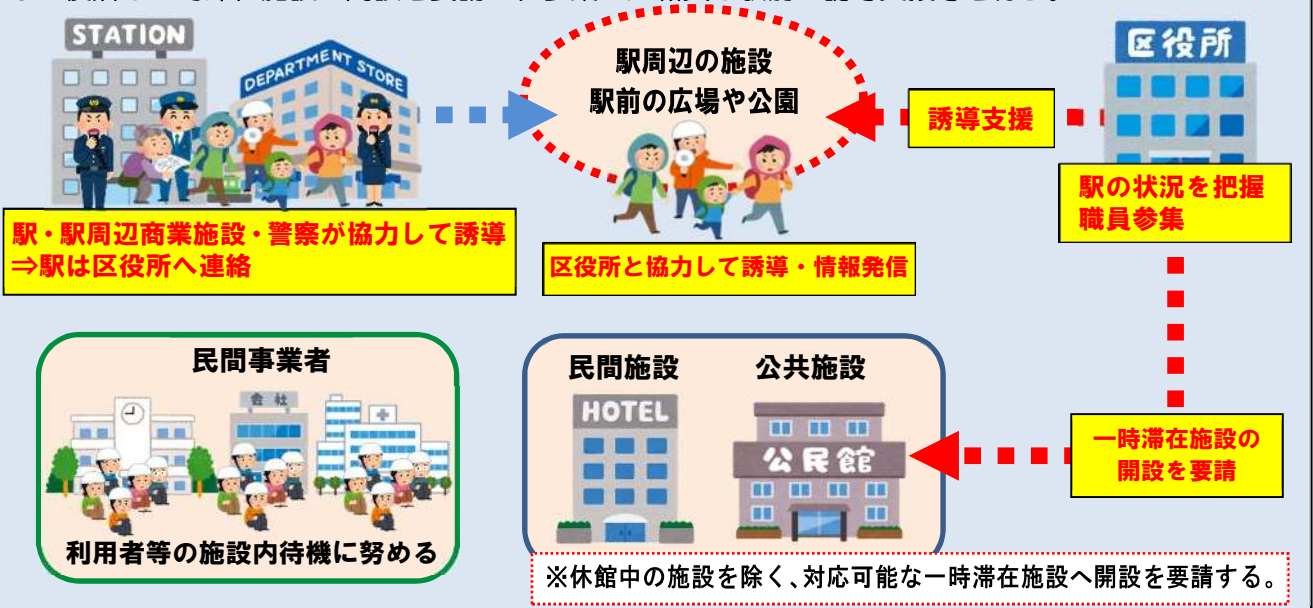 STATION
DEPARTMENT STORE
駅周辺の施設
駅前の広場や公園
誘導支援
区役所
駅の状況を把握
職員参集
駅・駅周辺商業施設・警察が協力して誘導
⇒駅は区役所へ連絡
区役所と協力して誘導・情報発信
民間事業者
会社
利用者等の施設内待機に努める
民間施設
公共施設
HOTEL
公民館
一時滞在施設の
開設を要請
※休館中の施設を除く、対応可能な一時滞在施設へ開設を要請する。